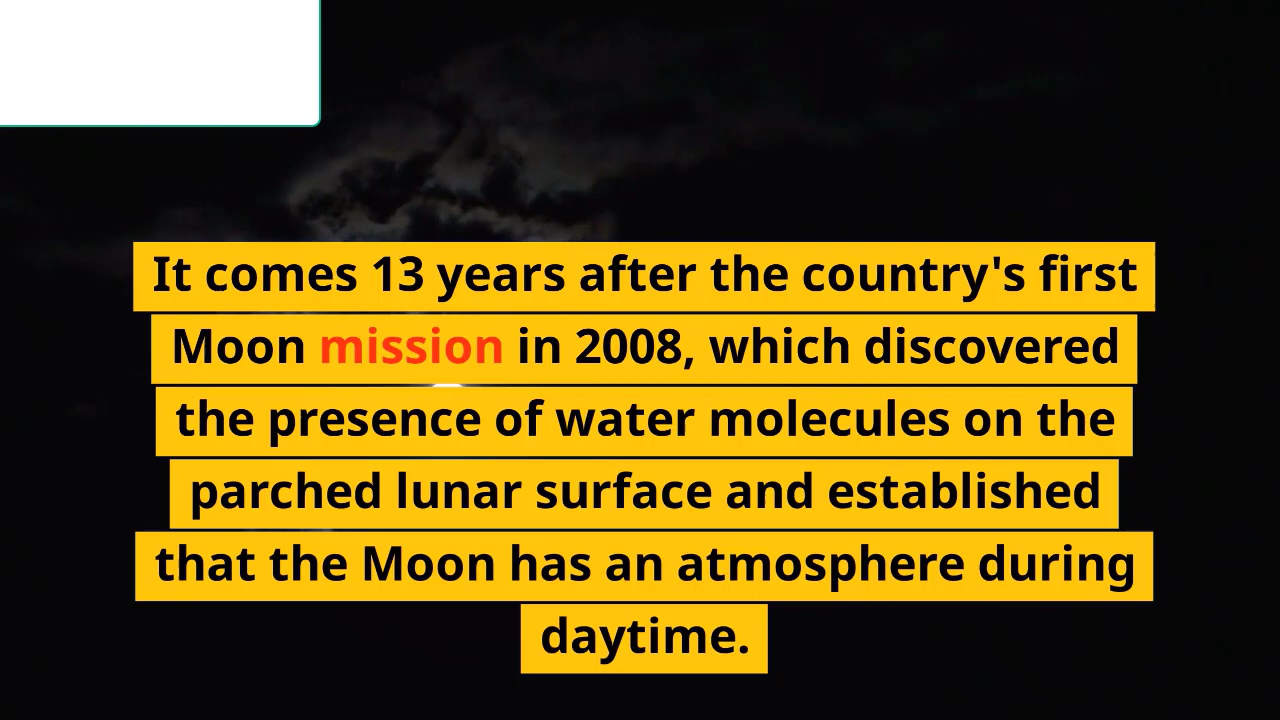 It comes 13 years after the country's first
Moon mission in 2008, which discovered
the presence of water molecules on the
parched lunar surface and established
that the Moon has an atmosphere during
daytime.